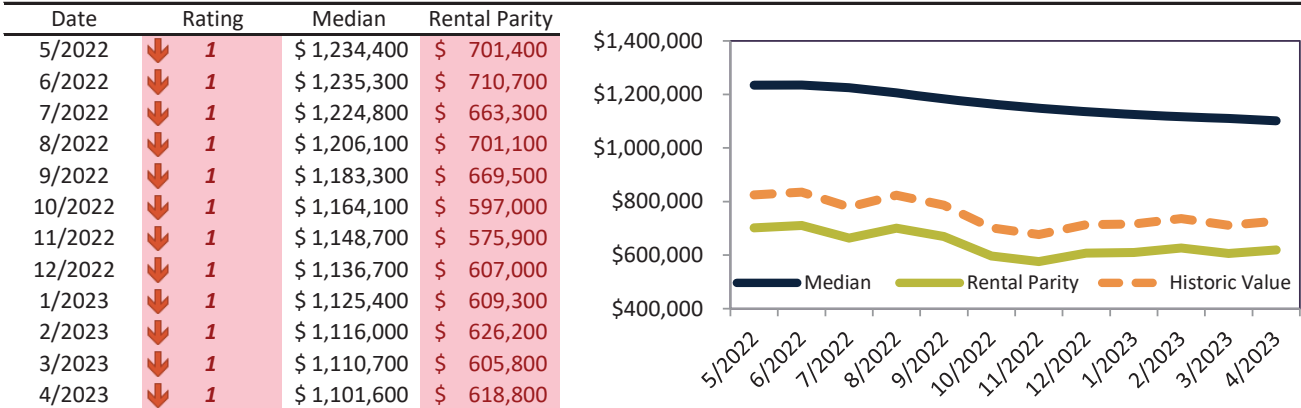 Date Rating Median Rental Parity
5/2022 1 $ 1,234,400 $ 701,400
6/2022 1 $ 1,235,300 $ 710,700
7/2022 1 $ 1,224,800 $ 663,300
8/2022 1 $ 1,206,100 $ 701,100
9/2022 1 $ 1,183,300 $ 669,500
10/2022 1 $ 1,164,100 $ 597,000
11/2022 1 $ 1,148,700 $ 575,900
12/2022 1 $ 1,136,700 $ 607,000
1/2023 1 $ 1,125,400 $ 609,300
2/2023 1 $ 1,116,000 $ 626,200
3/2023 1 $ 1,110,700 $ 605,800
4/2023 1 $ 1,101,600 $ 618,800
$1,400,000
$1,200,000
$1,000,000
$800,000
$600,000
$400,000
Median Rental Parity Historic Value
5/2022 6/2022 7/2022 8/2022 9/2022 10/2022 11/2022 12/2022 1/2023 2/2023 3/2023 4/2023